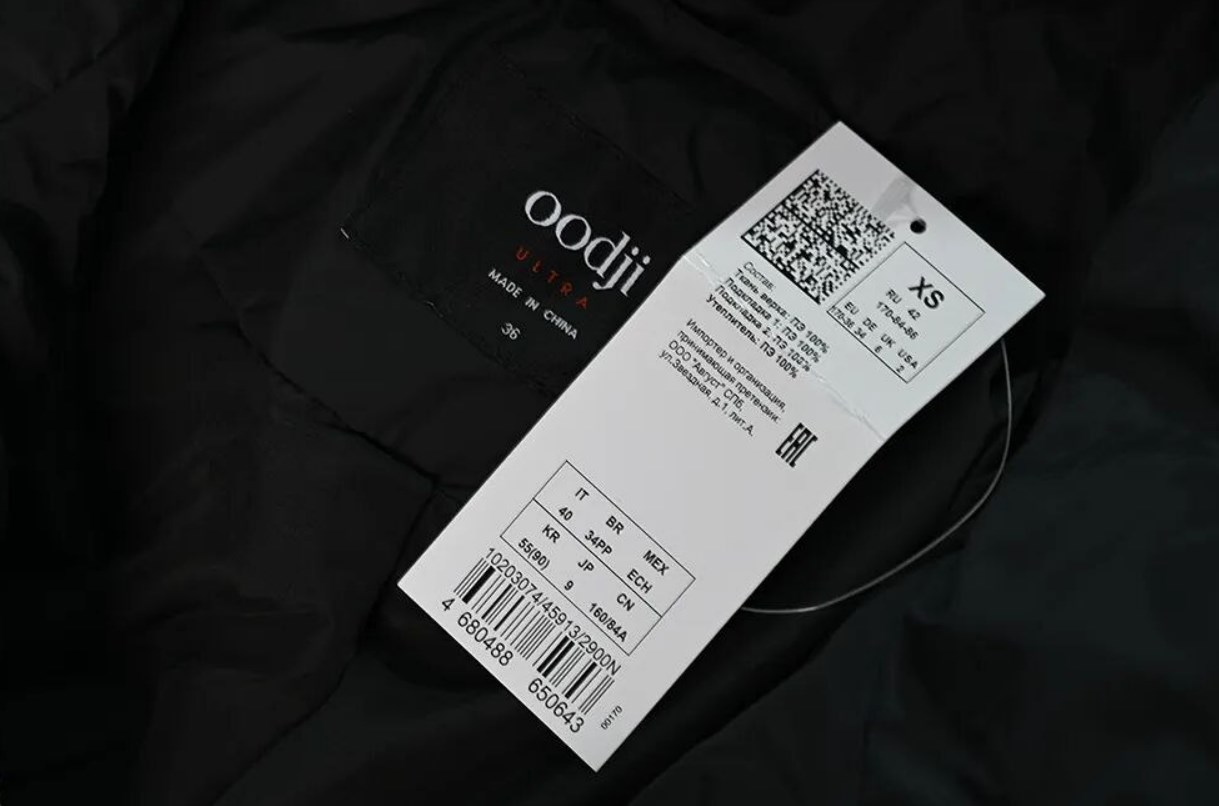 oodji
ULTRA
MADE IN CHINA
36
XS
RU 42
170-84-86
EU DE UK USA
170-36 34 6 2
Состав:
Ткань верха: ПЭ 100%
Подкладка 1: ПЭ 100%
Подкладка 2: ПЭ 100%
Утеплитель: ПЭ 100%
Импортер и организация,
принимающая претензии:
ООО "Август" СПб,
ул.Звездная, д.1, лит.А.
EAC
IT BR MEX
40 34PP ECH
KR JP CN
55(90) 9 160/84A
10203074/45913/2900N
4 680488 650643
00170